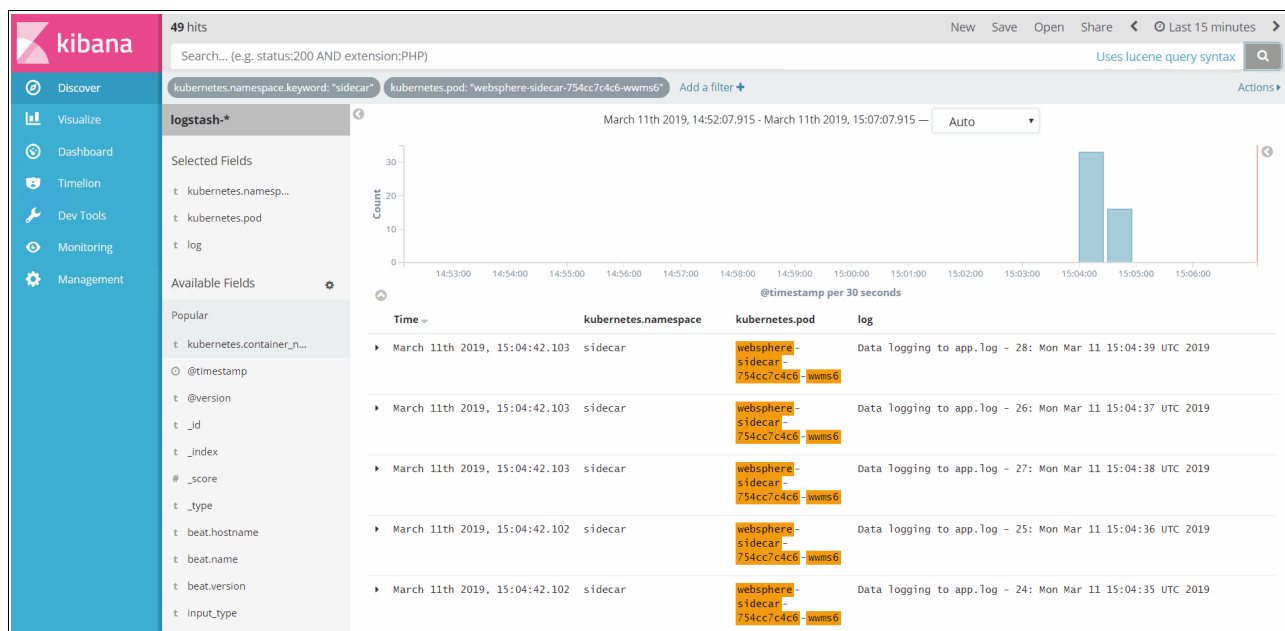 kibana
Discover
Visualize
Dashboard
Timelion
Dev Tools
Monitoring
Management
49 hits
New Save Open Share Last 15 minutes
Search... (e.g. status:200 AND extension:PHP)
Uses lucene query syntax
kubernetes.namespace.keyword: "sidecar" kubernetes.pod: "websphere-sidecar-754cc7c4c6-wwms6" Add a filter +
Actions
logstash-*
Selected Fields
t kubernetes.namesp...
t kubernetes.pod
t log
Available Fields
Popular
t kubernetes.container_n...
@timestamp
t @version
t _id
t _index
# _score
t _type
t beat.hostname
t beat.name
t beat.version
t input_type
March 11th 2019, 14:52:07.915 - March 11th 2019, 15:07:07.915 — Auto
Count
30
20
10
0
14:53:00 14:54:00 14:55:00 14:56:00 14:57:00 14:58:00 14:59:00 15:00:00 15:01:00 15:02:00 15:03:00 15:04:00 15:05:00 15:06:00
@timestamp per 30 seconds
Time kubernetes.namespace kubernetes.pod log
March 11th 2019, 15:04:42.103 sidecar websphere- Data logging to app.log - 28: Mon Mar 11 15:04:39 UTC 2019
sidecar-
754cc7c4c6-wwms6
March 11th 2019, 15:04:42.103 sidecar websphere- Data logging to app.log - 26: Mon Mar 11 15:04:37 UTC 2019
sidecar-
754cc7c4c6-wwms6
March 11th 2019, 15:04:42.103 sidecar websphere- Data logging to app.log - 27: Mon Mar 11 15:04:38 UTC 2019
sidecar-
754cc7c4c6-wwms6
March 11th 2019, 15:04:42.102 sidecar websphere- Data logging to app.log - 25: Mon Mar 11 15:04:36 UTC 2019
sidecar-
754cc7c4c6-wwms6
March 11th 2019, 15:04:42.102 sidecar websphere- Data logging to app.log - 24: Mon Mar 11 15:04:35 UTC 2019
sidecar-
754cc7c4c6-wwms6